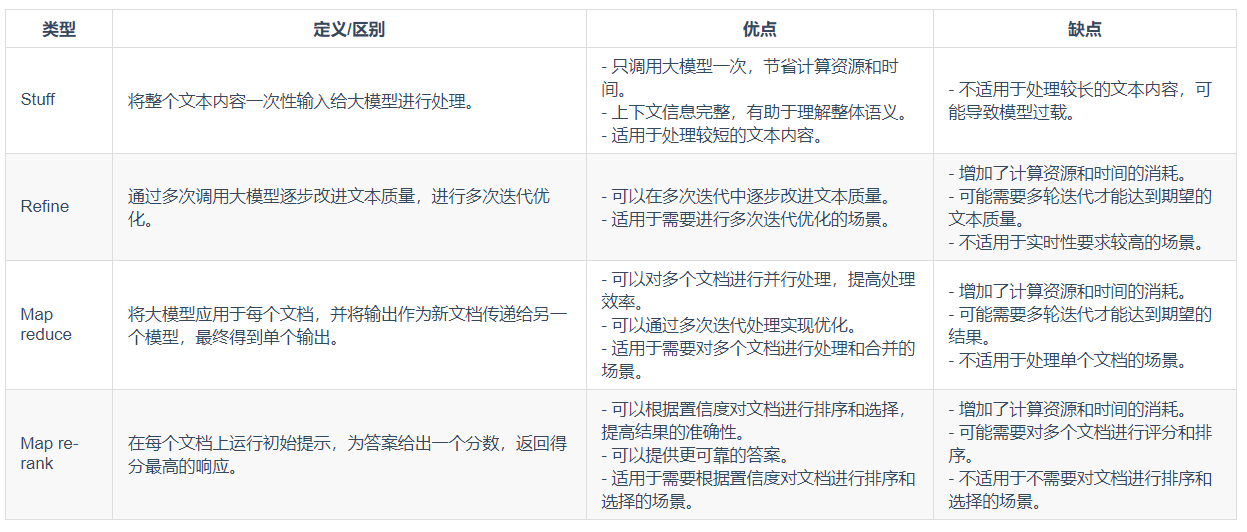 类型
定义/区别
优点
缺点
Stuff
将整个文本内容一次性输入给大模型进行处理。
- 只调用大模型一次，节省计算资源和时
间。
- 上下文信息完整，有助于理解整体语义。
- 适用于处理较短的文本内容。
- 不适用于处理较长的文本内容，可
能导致模型过载。
Refine
通过多次调用大模型逐步改进文本质量，进行多次迭代优
化。
- 可以在多次迭代中逐步改进文本质量。
- 适用于需要进行多次迭代优化的场景。
- 增加了计算资源和时间的消耗。
- 可能需要多轮迭代才能达到期望的
文本质量。
- 不适用于实时性要求较高的场景。
Map
reduce
将大模型应用于每个文档，并将输出作为新文档传递给另一
个模型，最终得到单个输出。
- 可以对多个文档进行并行处理，提高处理
效率。
- 可以通过多次迭代处理实现优化。
- 适用于需要对多个文档进行处理和合并的
场景。
- 增加了计算资源和时间的消耗。
- 可能需要多轮迭代才能达到期望的
结果。
- 不适用于处理单个文档的场景。
Map re-
rank
在每个文档上运行初始提示，为答案给出一个分数，返回得
分最高的响应。
- 可以根据置信度对文档进行排序和选择，
提高结果的准确性。
- 可以提供更可靠的答案。
- 适用于需要根据置信度对文档进行排序和
选择的场景。
- 增加了计算资源和时间的消耗。
- 可能需要对多个文档进行评分和排
序。
- 不适用于不需要对文档进行排序和
选择的场景。